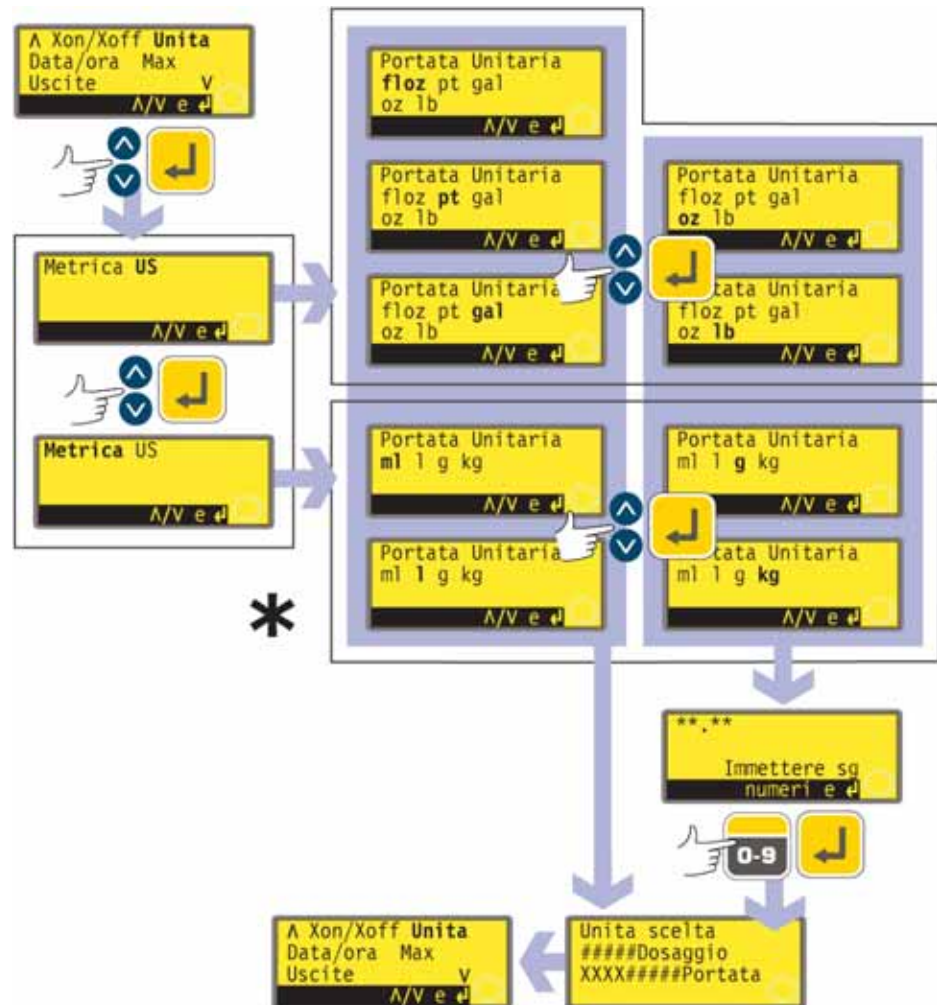 Λ Xon/Xoff Unita
Data/ora Max
Uscite V
Λ/V e ↲
Metrica US
Λ/V e ↲
Metrica US
Λ/V e ↲
Portata Unitaria
floz pt gal
oz lb
Λ/V e ↲
Portata Unitaria
floz pt gal
oz lb
Λ/V e ↲
Portata Unitaria
floz pt gal
oz lb
Λ/V e ↲
Portata Unitaria
floz pt gal
oz lb
Λ/V e ↲
Unitaria
floz pt gal
oz lb
Λ/V e ↲
Portata Unitaria
ml l g kg
Λ/V e ↲
Portata Unitaria
ml l g kg
Λ/V e ↲
Portata Unitaria
ml l g kg
Λ/V e ↲
Unitaria
ml l g kg
Λ/V e ↲
*
**.**
Immettere sg
numeri e ↲
0-9
Unita scelta
#####Dosaggio
XXXX#####Portata
Λ Xon/Xoff Unita
Data/ora Max
Uscite V
Λ/V e ↲